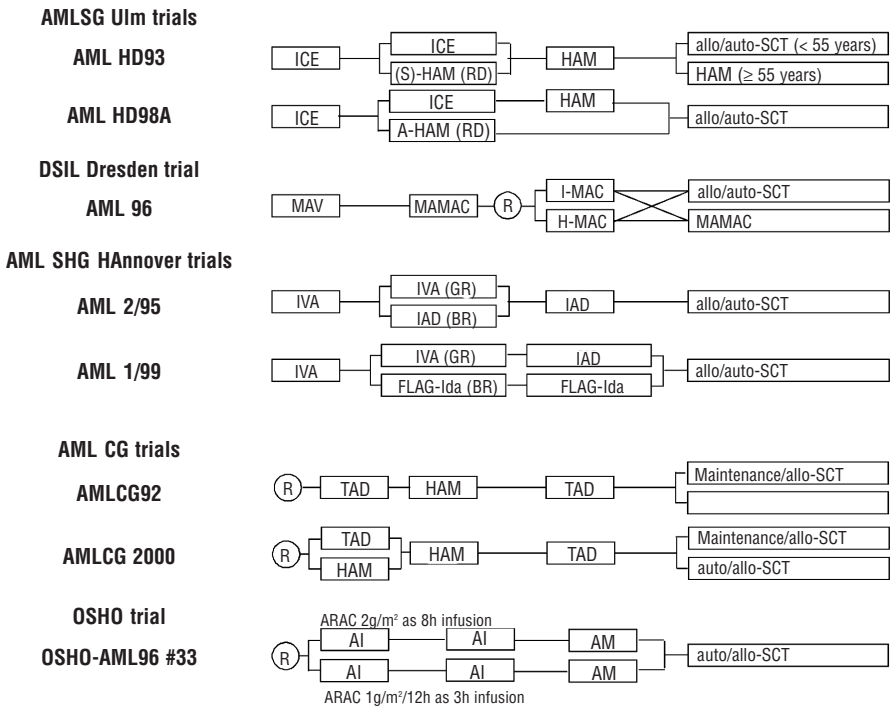 AMLSG Ulm trials
AML HD93
ICE
ICE
(S)-HAM (RD)
HAM
allo/auto-SCT (< 55 years)
HAM (≥ 55 years)
AML HD98A
ICE
ICE
HAM
A-HAM (RD)
allo/auto-SCT
DSIL Dresden trial
AML 96
MAV
MAMAC
R
I-MAC
H-MAC
allo/auto-SCT
MAMAC
AML SHG HAnnover trials
AML 2/95
IVA
IVA (GR)
IAD (BR)
IAD
allo/auto-SCT
AML 1/99
IVA
IVA (GR)
IAD
FLAG-Ida (BR)
FLAG-Ida
allo/auto-SCT
AML CG trials
AMLCG92
R
TAD
HAM
TAD
Maintenance/allo-SCT
AMLCG 2000
R
TAD
HAM
HAM
TAD
Maintenance/allo-SCT
auto/allo-SCT
OSHO trial
OSHO-AML96 #33
ARAC 2g/m² as 8h infusion
R
AI
AI
AM
AI
AI
AM
auto/allo-SCT
ARAC 1g/m²/12h as 3h infusion